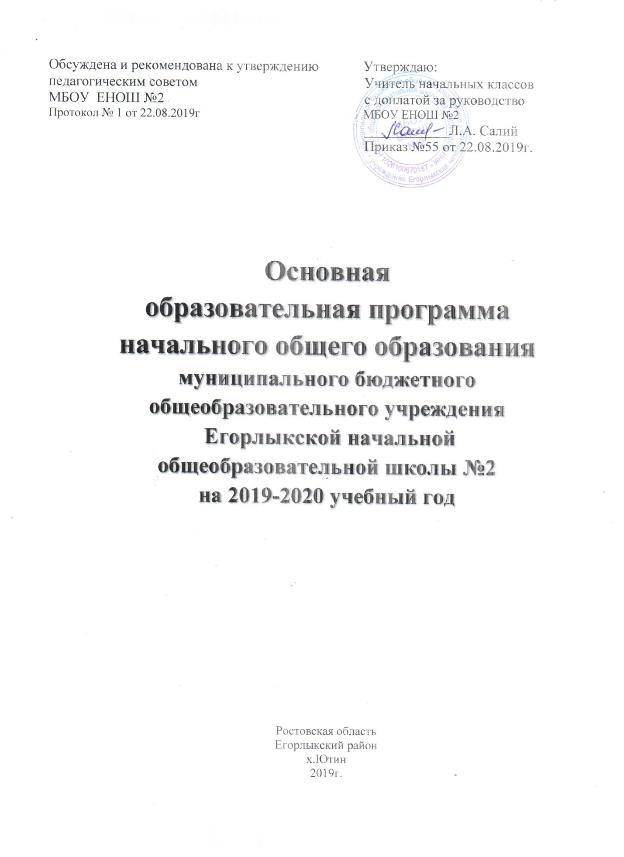 Обсуждена и рекомендована к утверждению
педагогическим советом
МБОУ ЕНОШ №2
Протокол № 1 от 22.08.2019г
Утверждаю:
Учитель начальных классов
с доплатой за руководство
МБОУ ЕНОШ №2
Л.А. Салий
Приказ №55 от 22.08.2019г.
Основная
образовательная программа
начального общего образования
муниципального бюджетного
общеобразовательного учреждения
Егорлыкской начальной
общеобразовательной школы №2
на 2019-2020 учебный год
Ростовская область
Егорлыкский район
х.Ютин
2019г.